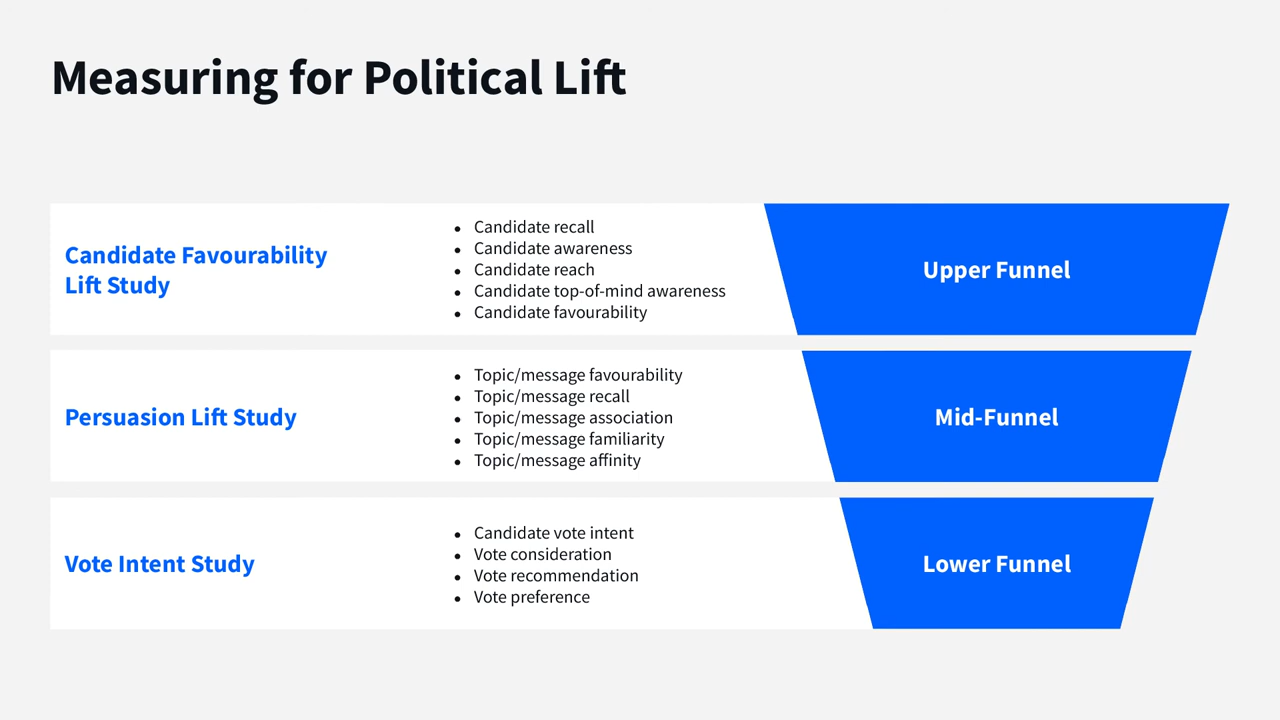 Measuring for Political Lift
Candidate Favourability
Lift Study
• Candidate recall
• Candidate awareness
• Candidate reach
• Candidate top-of-mind awareness
• Candidate favourability
Upper Funnel
Persuasion Lift Study
• Topic/message favourability
• Topic/message recall
• Topic/message association
• Topic/message familiarity
• Topic/message affinity
Mid-Funnel
Vote Intent Study
• Candidate vote intent
• Vote consideration
• Vote recommendation
• Vote preference
Lower Funnel